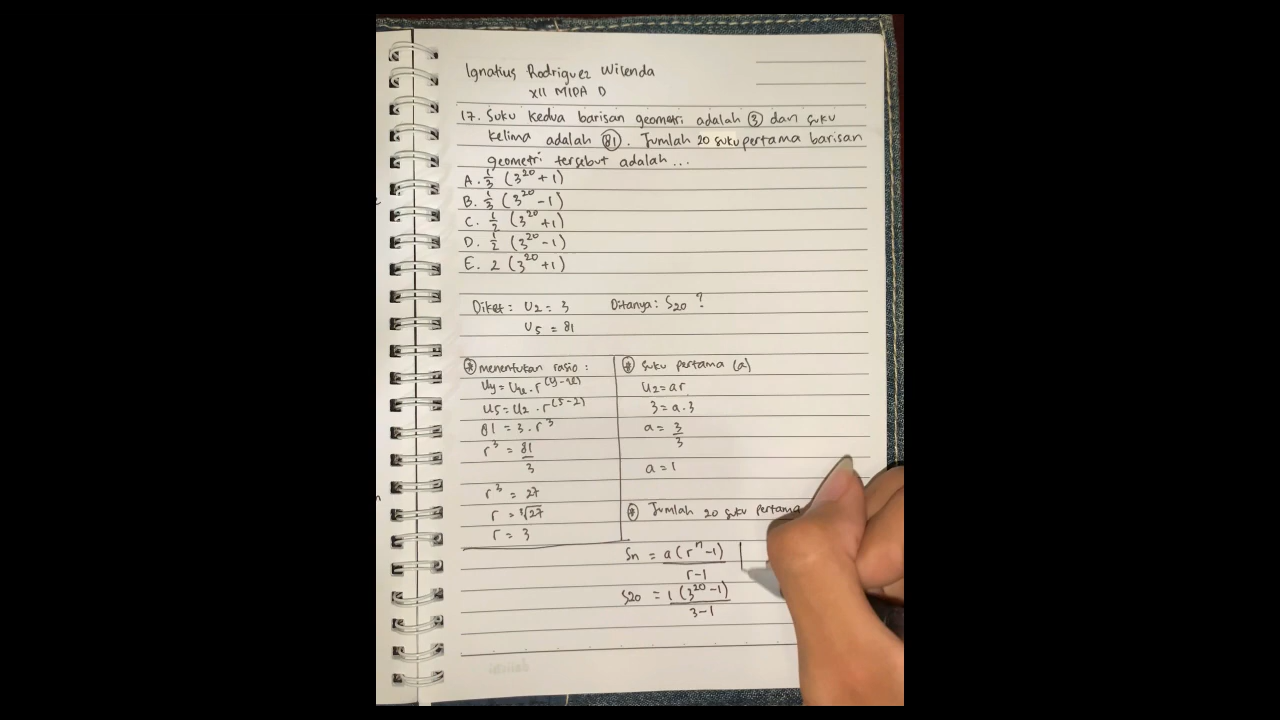 Ignatius Rodriguez Wilenda
XII MIPA D
17. Suku kedua barisan geometri adalah 3 dan suku
kelima adalah 81. Jumlah 20 suku pertama barisan
geometri tersebut adalah ...
A. 1/3 (3^20 + 1)
B. 1/3 (3^20 - 1)
C. 1/2 (3^20 + 1)
D. 1/2 (3^20 - 1)
E. 2 (3^20 + 1)
Diket : U2 = 3 Ditanya : S20 ?
U5 = 81
* menentukan rasio :
Uy = Ux . r^(y-x)
U5 = U2 . r^(5-2)
81 = 3 . r^3
r^3 = 81/3
r^3 = 27
r = ³√27
r = 3
* Suku pertama (a)
U2 = ar
3 = a . 3
a = 3/3
a = 1
* Jumlah 20 suku pertama
Sn = a (r^n - 1) / r - 1
S20 = 1 (3^20 - 1) / 3 - 1